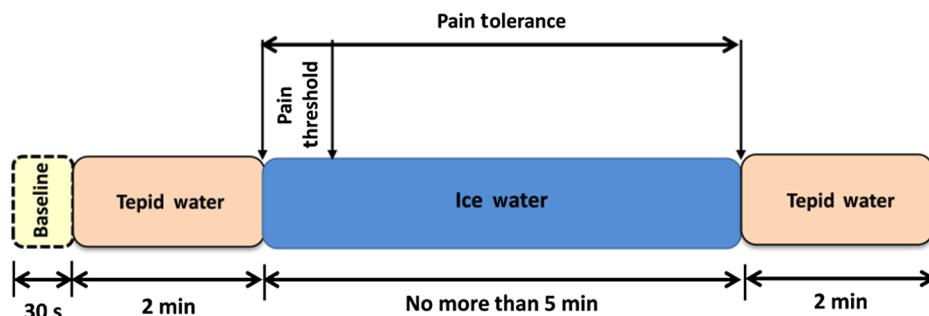 Pain tolerance
Pain
threshold
Baseline
Tepid water
Ice water
Tepid water
30 s
2 min
No more than 5 min
2 min